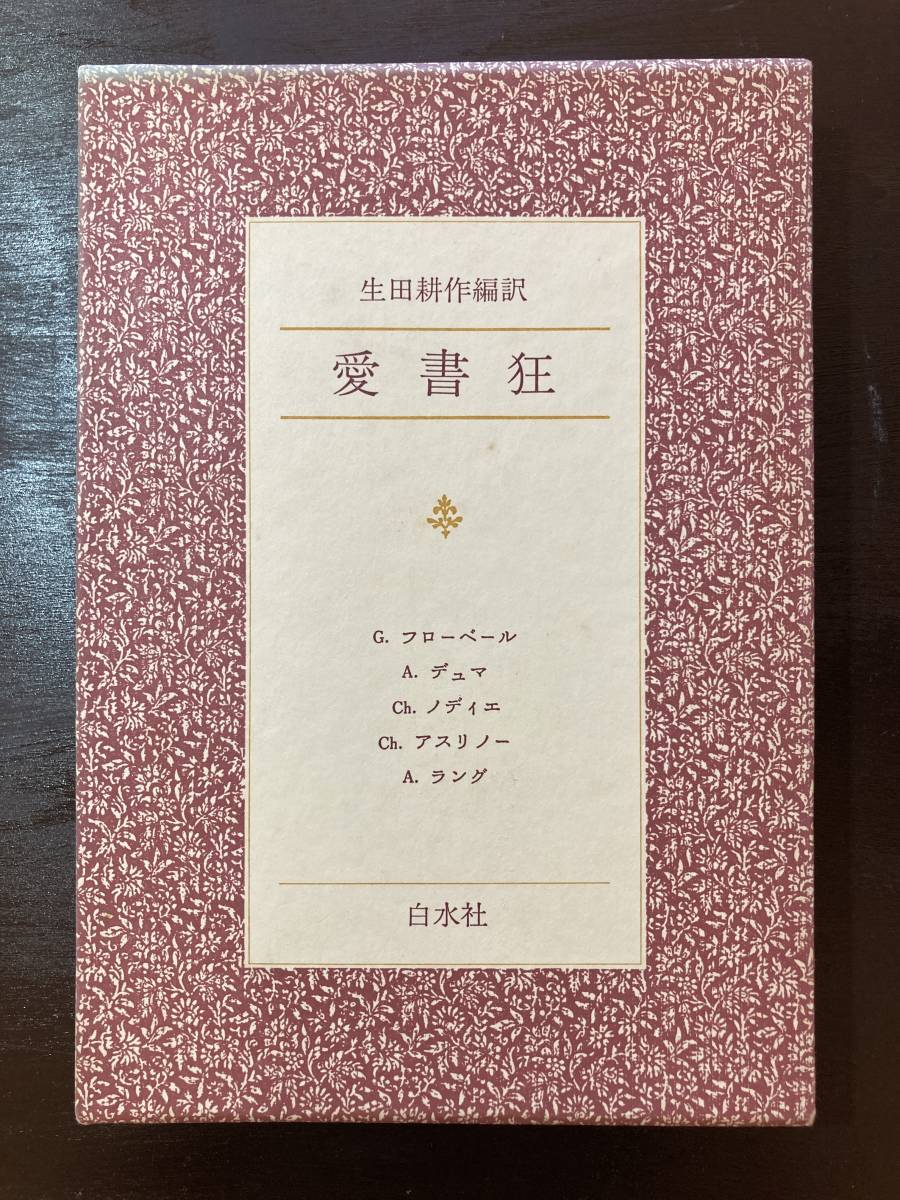 生田耕作編訳
愛書狂
G. フローベール
A. デュマ
Ch. ノディエ
Ch. アスリノー
A. ラング
白水社